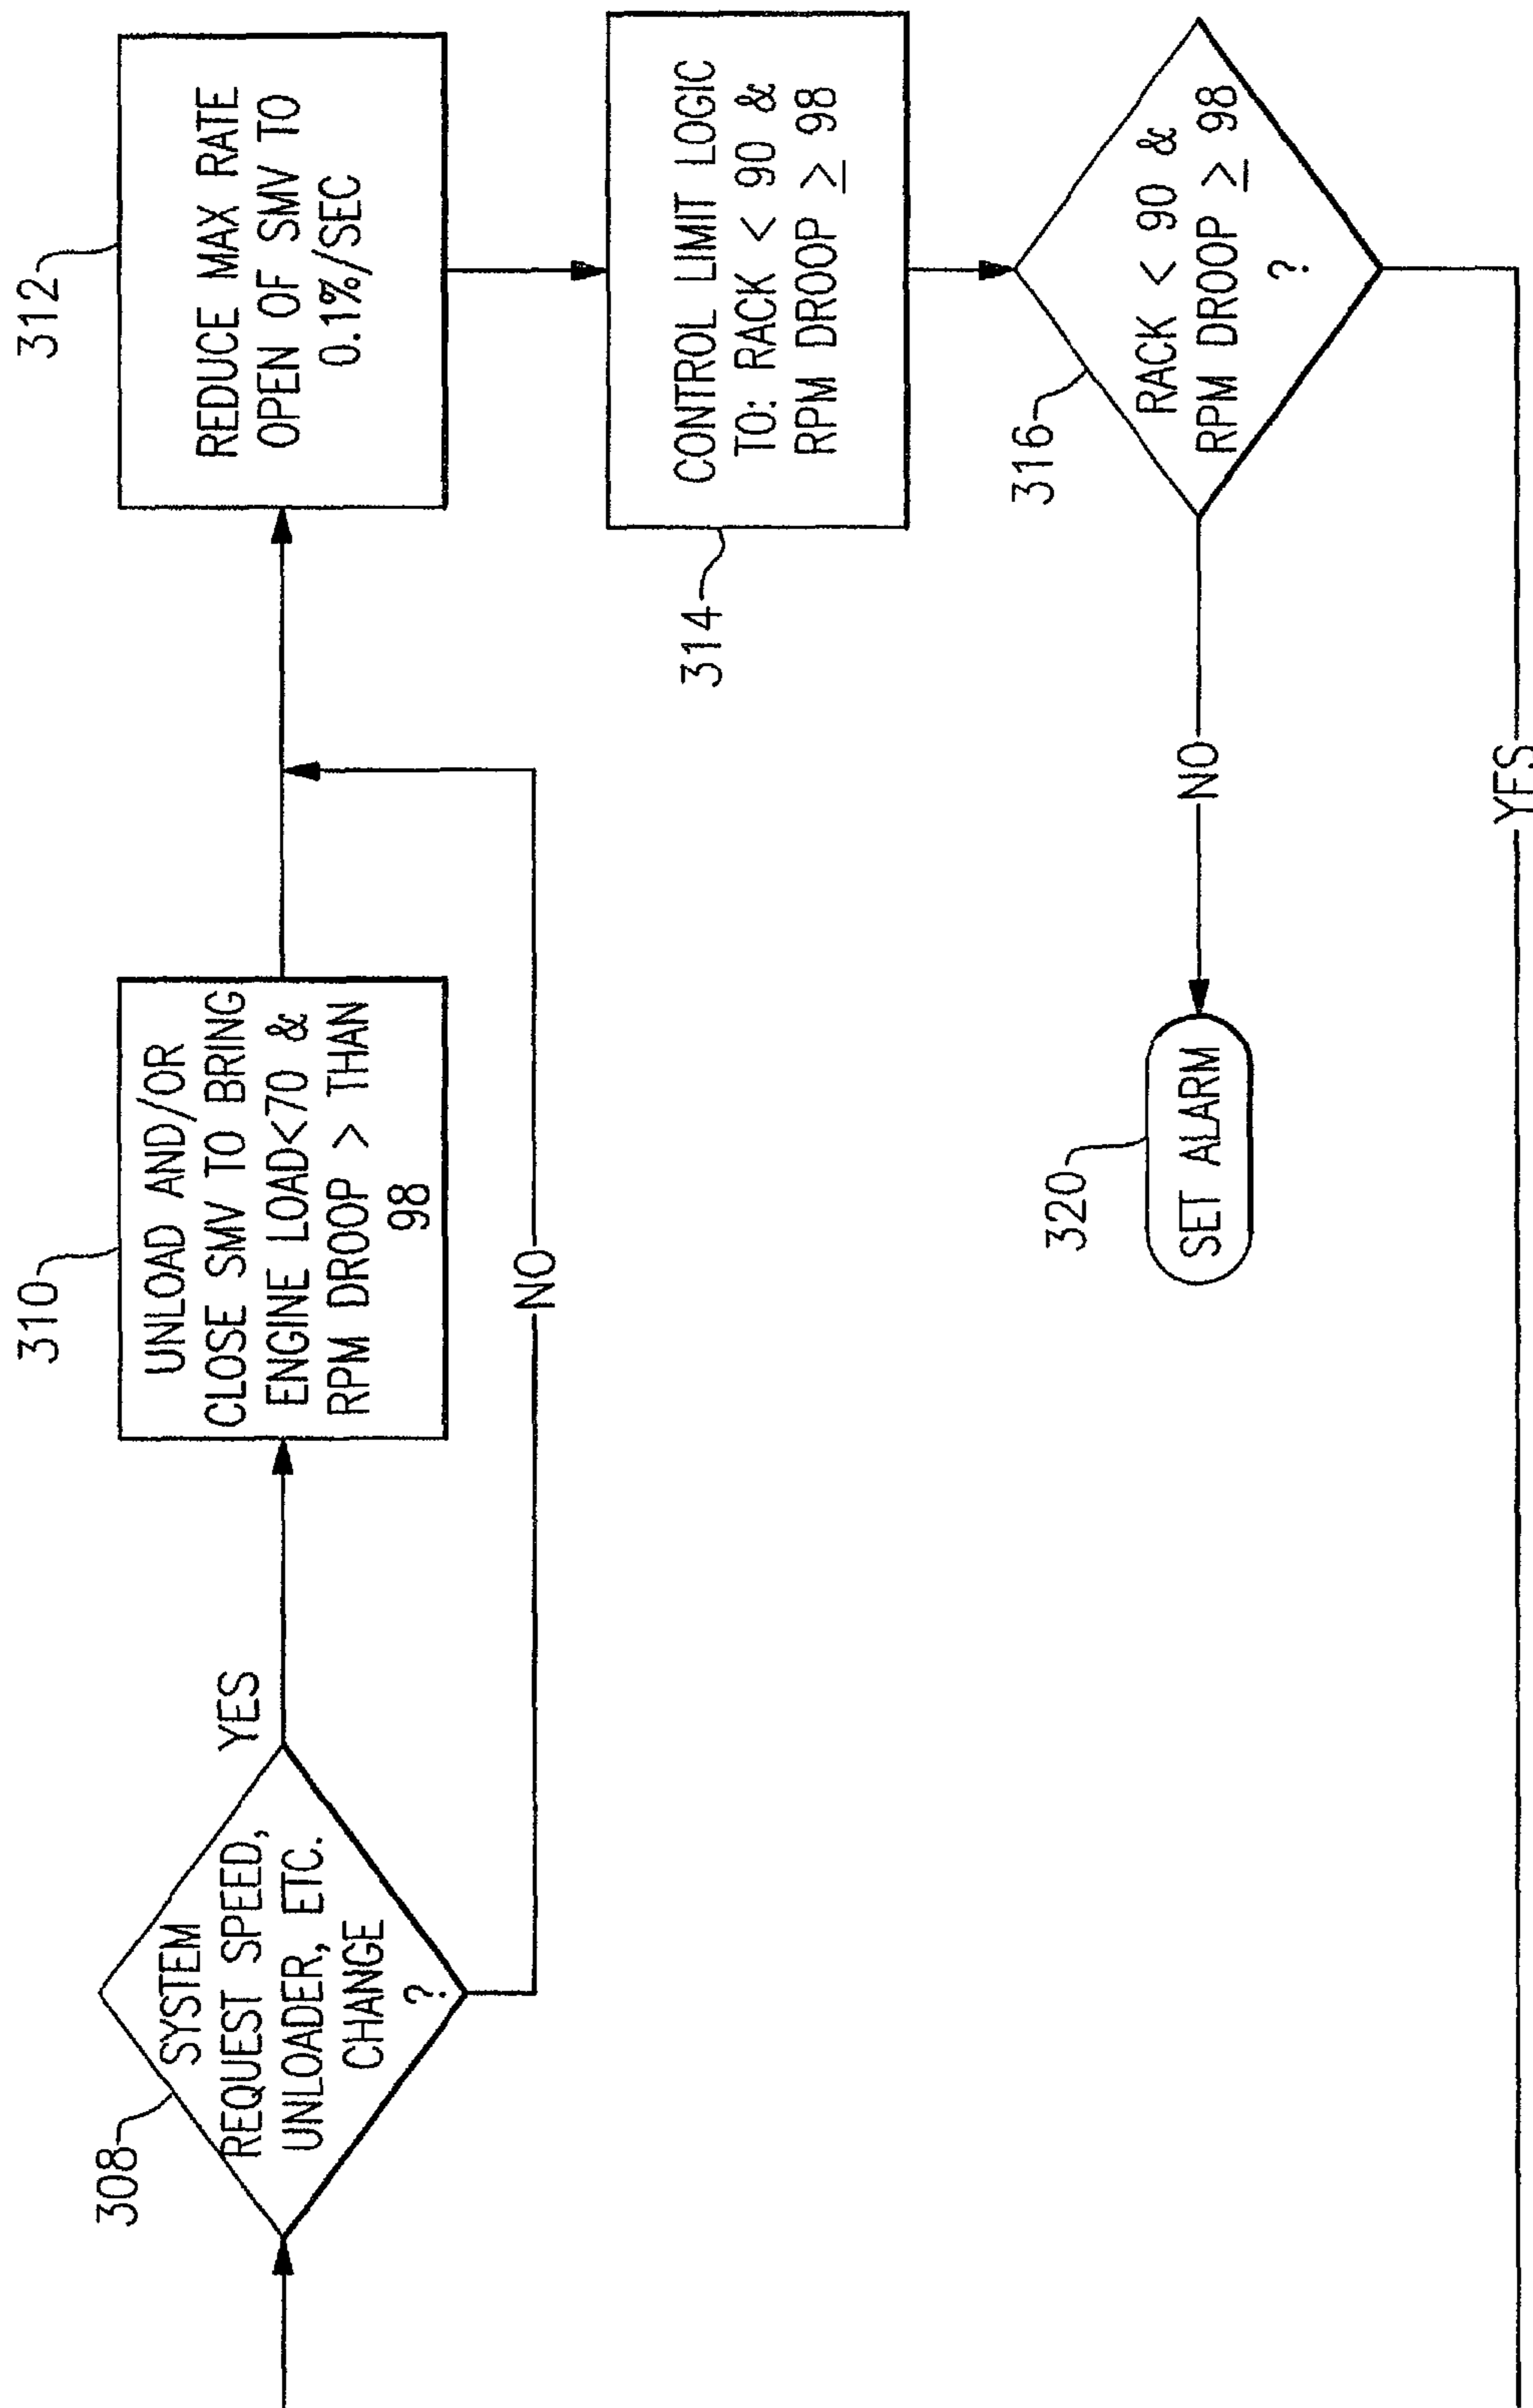 308
SYSTEM
REQUEST SPEED,
UNLOADER, ETC.
CHANGE
?
YES
NO
310
UNLOAD AND/OR
CLOSE SMV TO BRING
ENGINE LOAD<70 &
RPM DROOP > THAN
98
312
REDUCE MAX RATE
OPEN OF SMV TO
0.1%/SEC
314
CONTROL LIMIT LOGIC
TO: RACK < 90 &
RPM DROOP ≥ 98
316
RACK < 90 &
RPM DROOP ≥ 98
?
NO
320
SET ALARM
YES